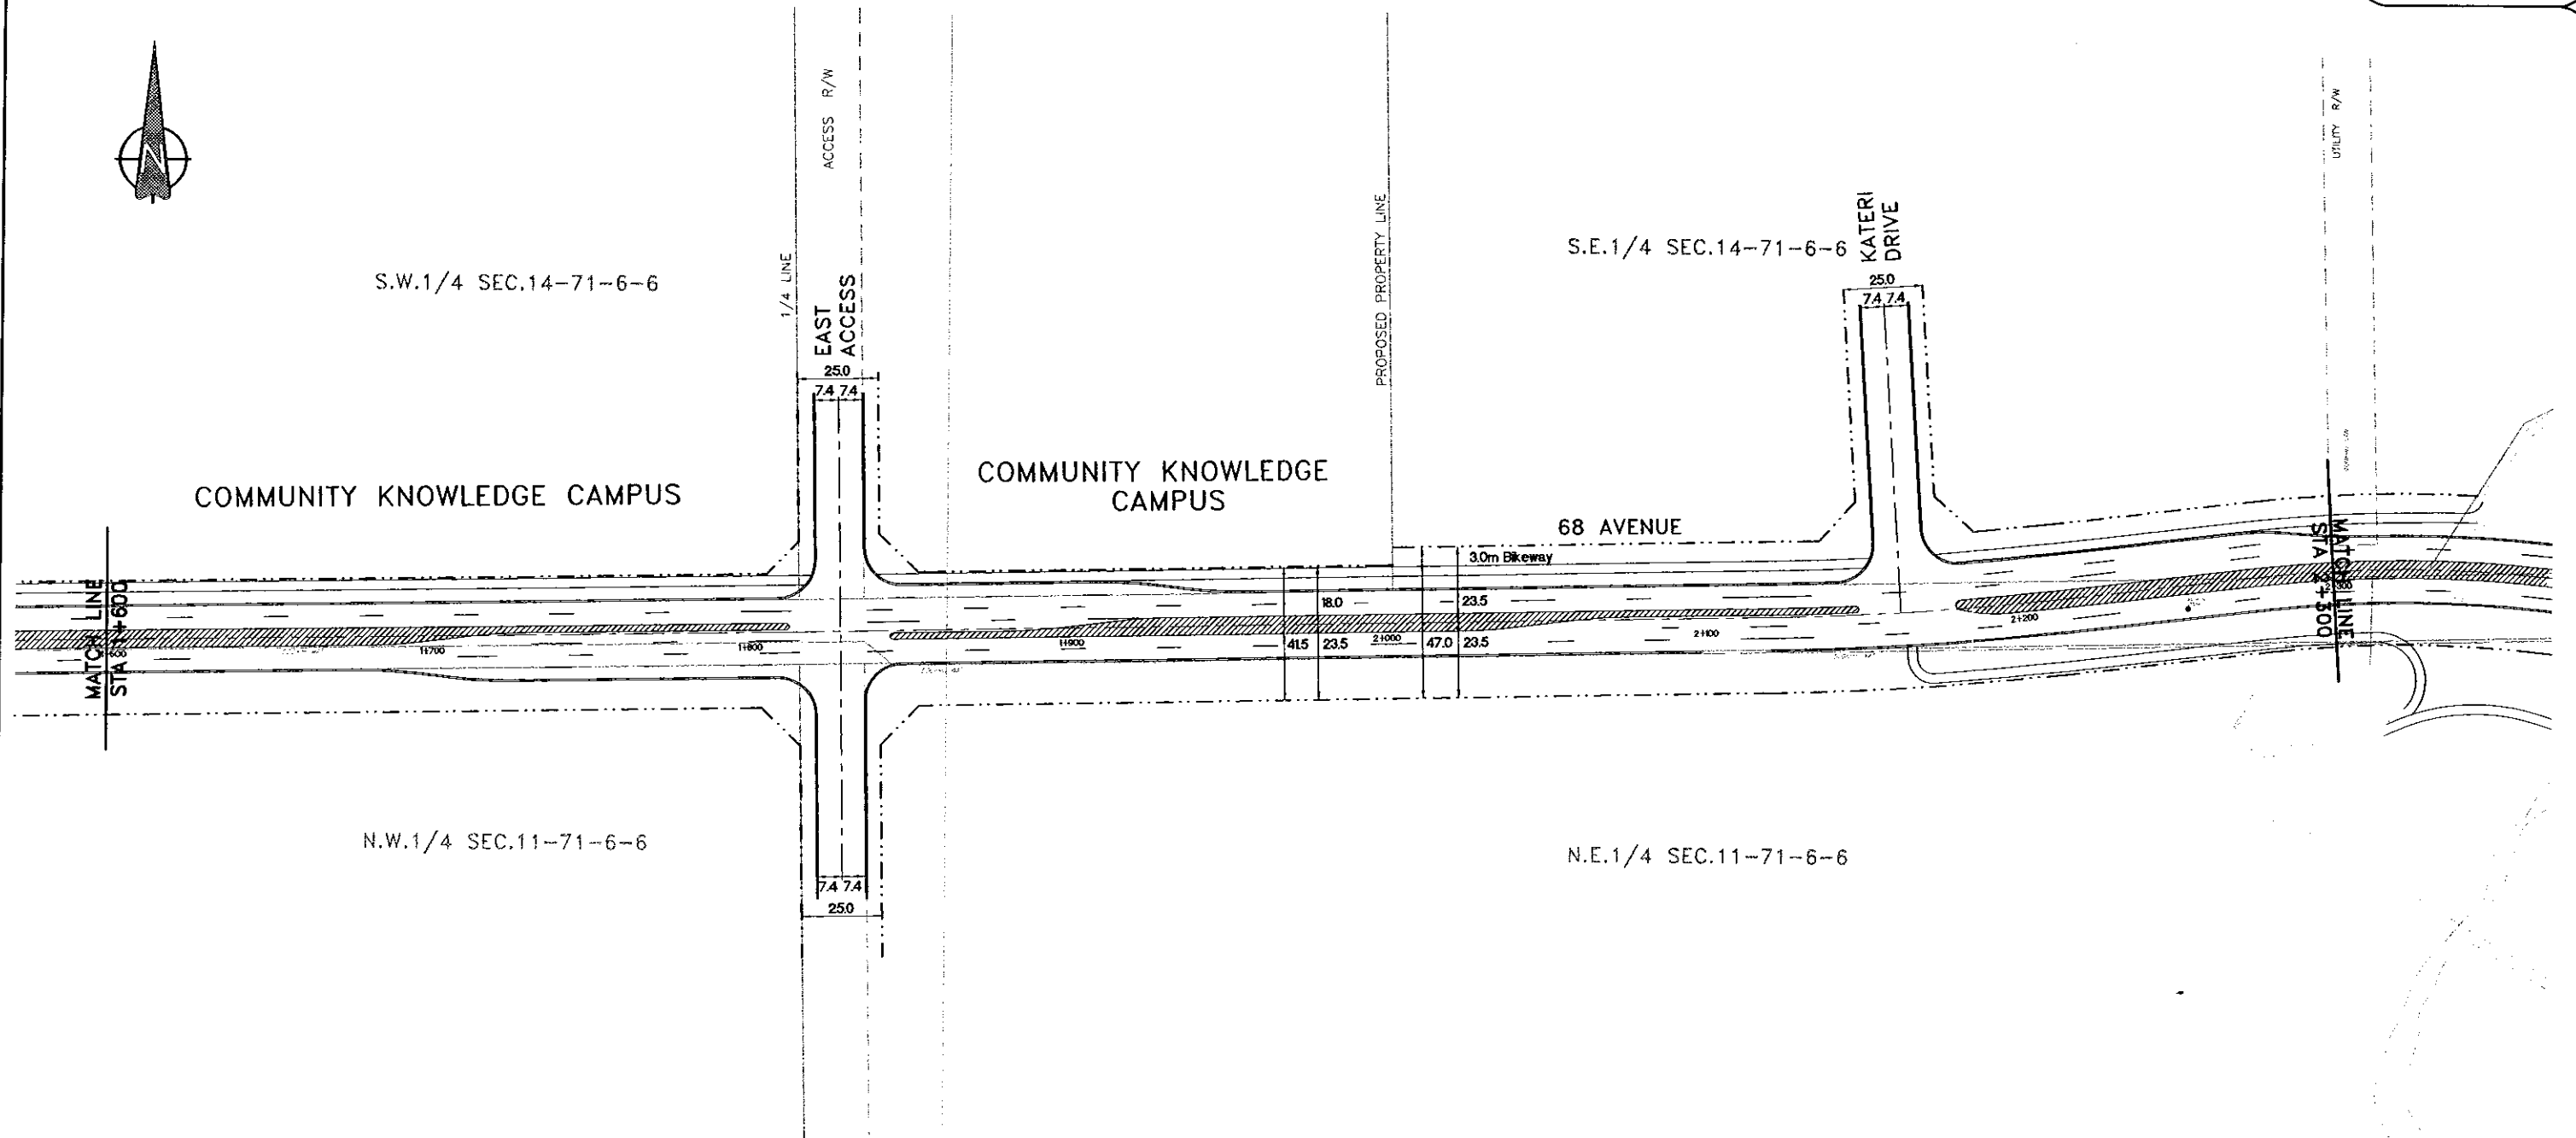 N
ACCESS R/W
UTILITY R/W
S.W.1/4 SEC.14-71-6-6
1/4 LINE
EAST
ACCESS
25.0
7.4 7.4
PROPOSED PROPERTY LINE
S.E.1/4 SEC.14-71-6-6
KATERI
DRIVE
25.0
7.4 7.4
COMMUNITY KNOWLEDGE CAMPUS
COMMUNITY KNOWLEDGE
CAMPUS
68 AVENUE
3.0m Bikeway
MATCH LINE
STA 1+600
1+700
1+800
1+900
18.0
41.5
23.5
2+000
23.5
47.0
23.5
2+100
2+200
MATCH LINE
STA 2+300
N.W.1/4 SEC.11-71-6-6
7.4 7.4
25.0
N.E.1/4 SEC.11-71-6-6